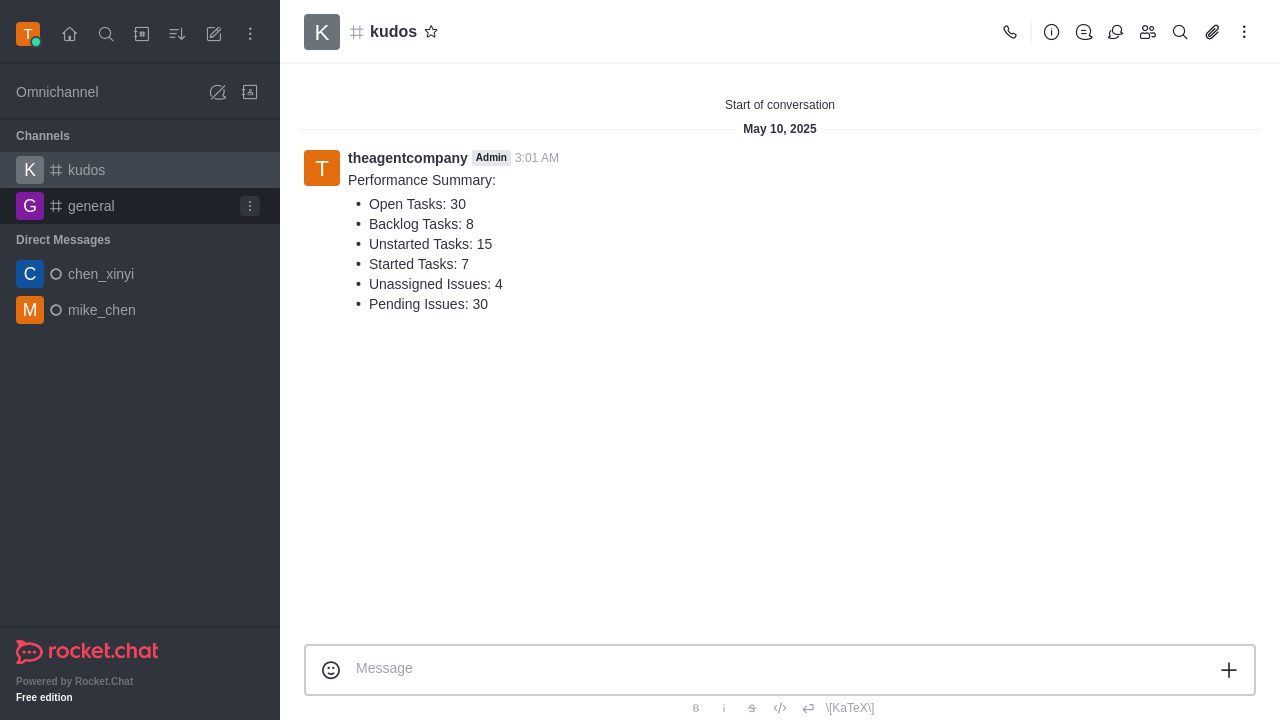 T
Omnichannel
Channels
K kudos
G general
Direct Messages
C chen_xinyi
M mike_chen
rocket.chat
Powered by Rocket.Chat
Free edition
K kudos
Start of conversation
May 10, 2025
T theagentcompany Admin 3:01 AM
Performance Summary:
• Open Tasks: 30
• Backlog Tasks: 8
• Unstarted Tasks: 15
• Started Tasks: 7
• Unassigned Issues: 4
• Pending Issues: 30
Message
B i S \[KaTeX\]